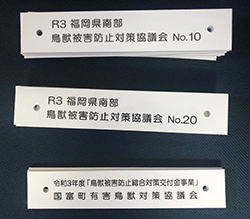 R3 福岡県南部
鳥獣被害防止対策協議会 No.10
R3 福岡県南部
鳥獣被害防止対策協議会 No.20
令和3年度「鳥獣被害防止総合対策交付金事業」
国富町有害鳥獣対策協議会